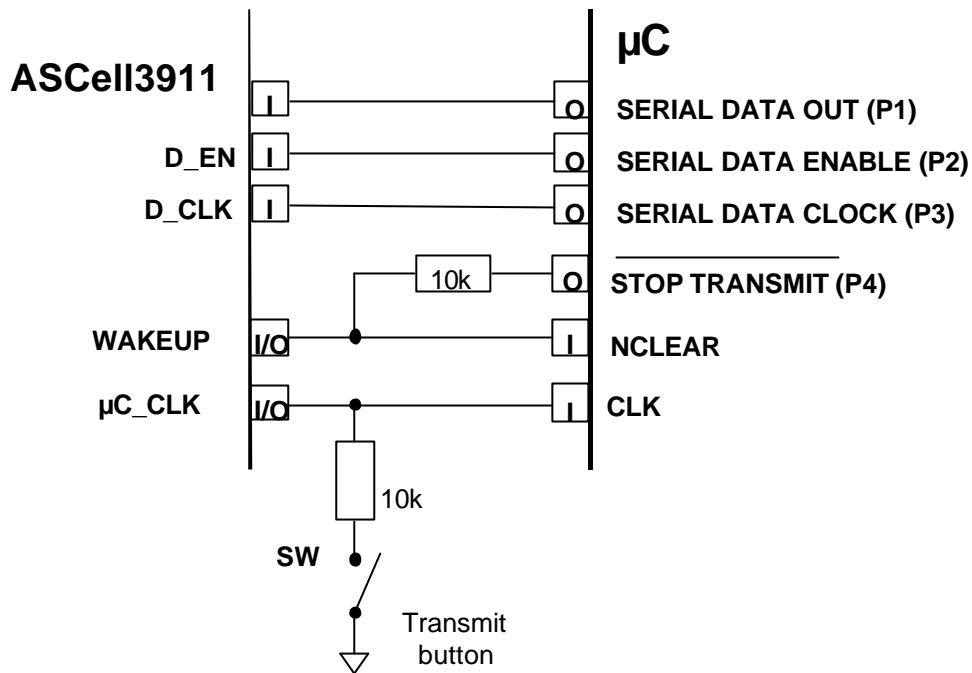 µC
ASCell3911
I O SERIAL DATA OUT (P1)
D_EN I O SERIAL DATA ENABLE (P2)
D_CLK I O SERIAL DATA CLOCK (P3)
10k O STOP TRANSMIT (P4)
WAKEUP I/O I NCLEAR
µC_CLK I/O I CLK
10k
SW
Transmit
button